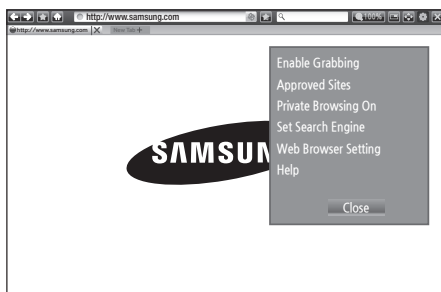 http://www.samsung.com
100%
http://www.samsung.com
New Tab
Enable Grabbing
Approved Sites
Private Browsing On
Set Search Engine
Web Browser Setting
Help
SAMSUN
Close